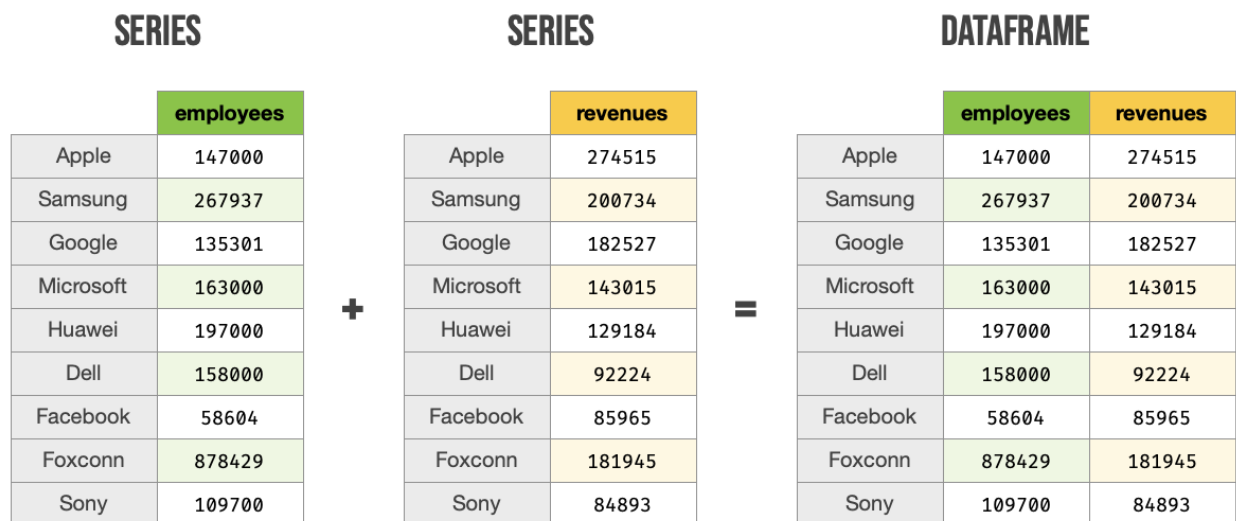 SERIES SERIES DATAFRAME
employees revenues employees revenues
Apple 147000 Apple 274515 Apple 147000 274515
Samsung 267937 Samsung 200734 Samsung 267937 200734
Google 135301 Google 182527 Google 135301 182527
Microsoft 163000 Microsoft 143015 Microsoft 163000 143015
Huawei 197000 + Huawei 129184 = Huawei 197000 129184
Dell 158000 Dell 92224 Dell 158000 92224
Facebook 58604 Facebook 85965 Facebook 58604 85965
Foxconn 878429 Foxconn 181945 Foxconn 878429 181945
Sony 109700 Sony 84893 Sony 109700 84893